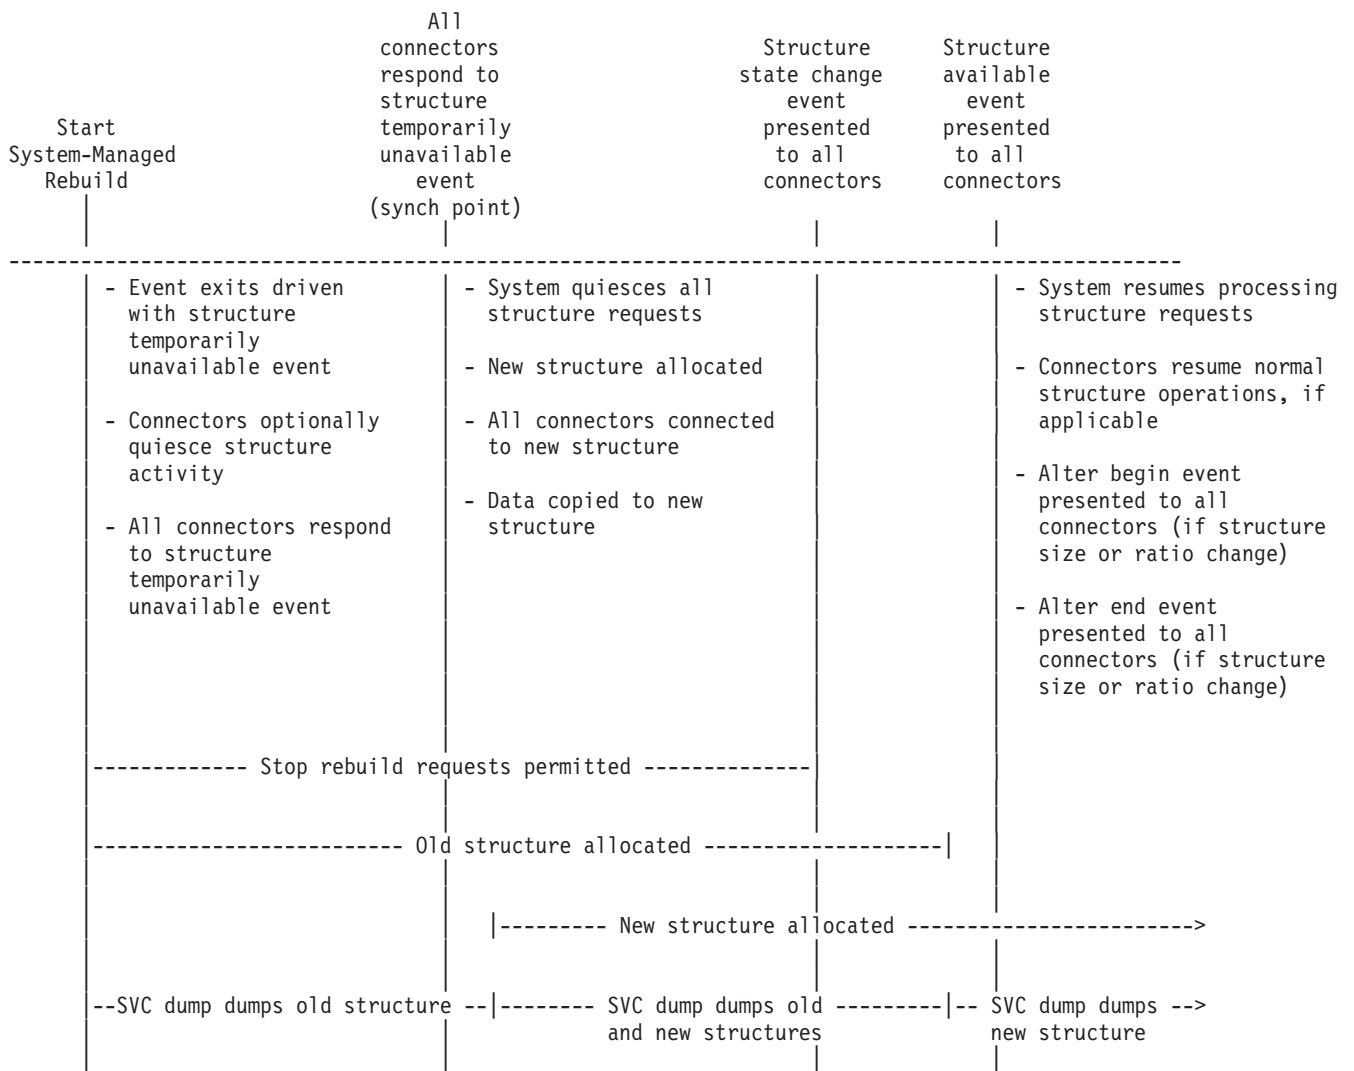 All
connectors
respond to
structure
temporarily
unavailable
event
(synch point)
Structure
state change
event
presented
to all
connectors
Structure
available
event
presented
to all
connectors
Start
System-Managed
Rebuild
- Event exits driven
with structure
temporarily
unavailable event
- Connectors optionally
quiesce structure
activity
- All connectors respond
to structure
temporarily
unavailable event
- System quiesces all
structure requests
- New structure allocated
- All connectors connected
to new structure
- Data copied to new
structure
- System resumes processing
structure requests
- Connectors resume normal
structure operations, if
applicable
- Alter begin event
presented to all
connectors (if structure
size or ratio change)
- Alter end event
presented to all
connectors (if structure
size or ratio change)
|------------- Stop rebuild requests permitted --------------|
|-------------------------- Old structure allocated --------------------|
|--------- New structure allocated ------------------------>
|--SVC dump dumps old structure --|-------- SVC dump dumps old ---------|-- SVC dump dumps -->
and new structures new structure